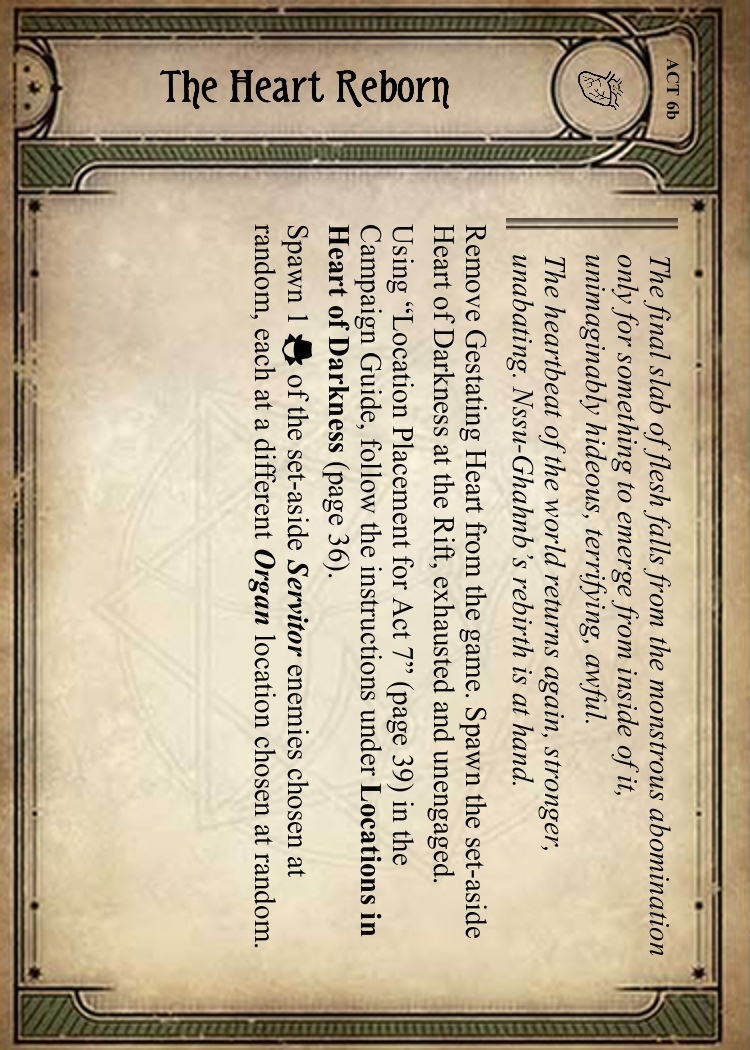 ACT 6b
The Heart Reborn
The final slab of flesh falls from the monstrous abomination
only for something to emerge from inside of it,
unimaginably hideous, terrifying, awful.
The heartbeat of the world returns again, stronger,
unabating. Nssu-Ghahnb’s rebirth is at hand.
Remove Gestating Heart from the game. Spawn the set-aside
Heart of Darkness at the Rift, exhausted and unengaged.
Using “Location Placement for Act 7” (page 39) in the
Campaign Guide, follow the instructions under Locations in
Heart of Darkness (page 36).
Spawn 1 of the set-aside Servitor enemies chosen at
random, each at a different Organ location chosen at random.